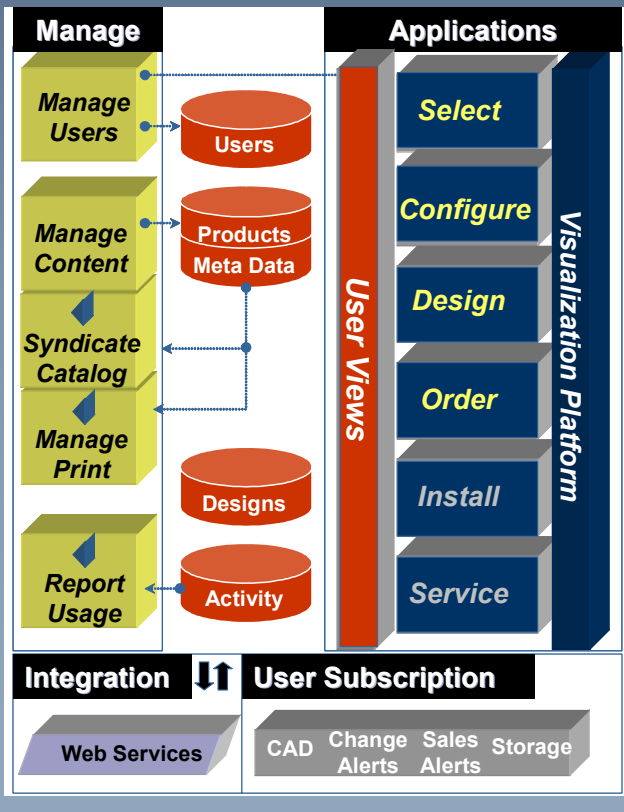 Manage
Applications
Manage
Users
Users
Manage
Content
Products
Meta Data
Syndicate
Catalog
Manage
Print
Designs
Report
Usage
Activity
User Views
Select
Configure
Design
Order
Install
Service
Visualization Platform
Integration
User Subscription
Web Services
CAD
Change
Alerts
Sales
Alerts
Storage